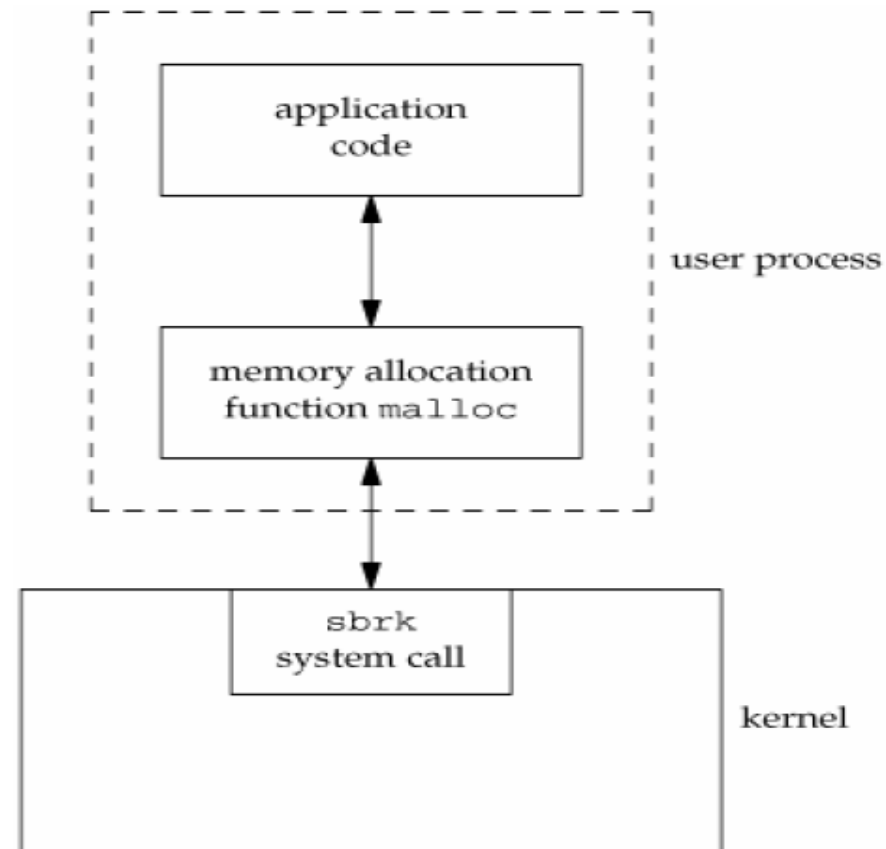 application
code
user process
memory allocation
function malloc
sbrk
system call
kernel